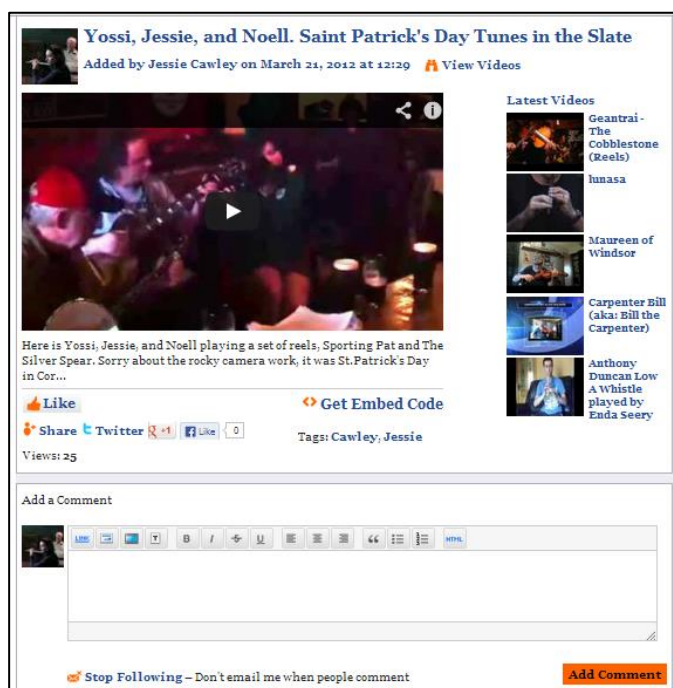 Yossi, Jessie, and Noell. Saint Patrick's Day Tunes in the Slate
Added by Jessie Cawley on March 21, 2012 at 12:29 View Videos
Here is Yossi, Jessie, and Noell playing a set of reels, Sporting Pat and The
Silver Spear. Sorry about the rocky camera work, it was St.Patrick's Day
in Cor...
Like
Get Embed Code
Share Twitter g +1 Like 0
Tags: Cawley, Jessie
Views: 25
Latest Videos
Geantrai -
The
Cobblestone
(Reels)
lunasa
Maureen of
Windsor
Carpenter Bill
(aka: Bill the
Carpenter)
Anthony
Duncan Low
A Whistle
played by
Enda Seery
Add a Comment
LINK T B I S U HTML
Stop Following – Don't email me when people comment
Add Comment